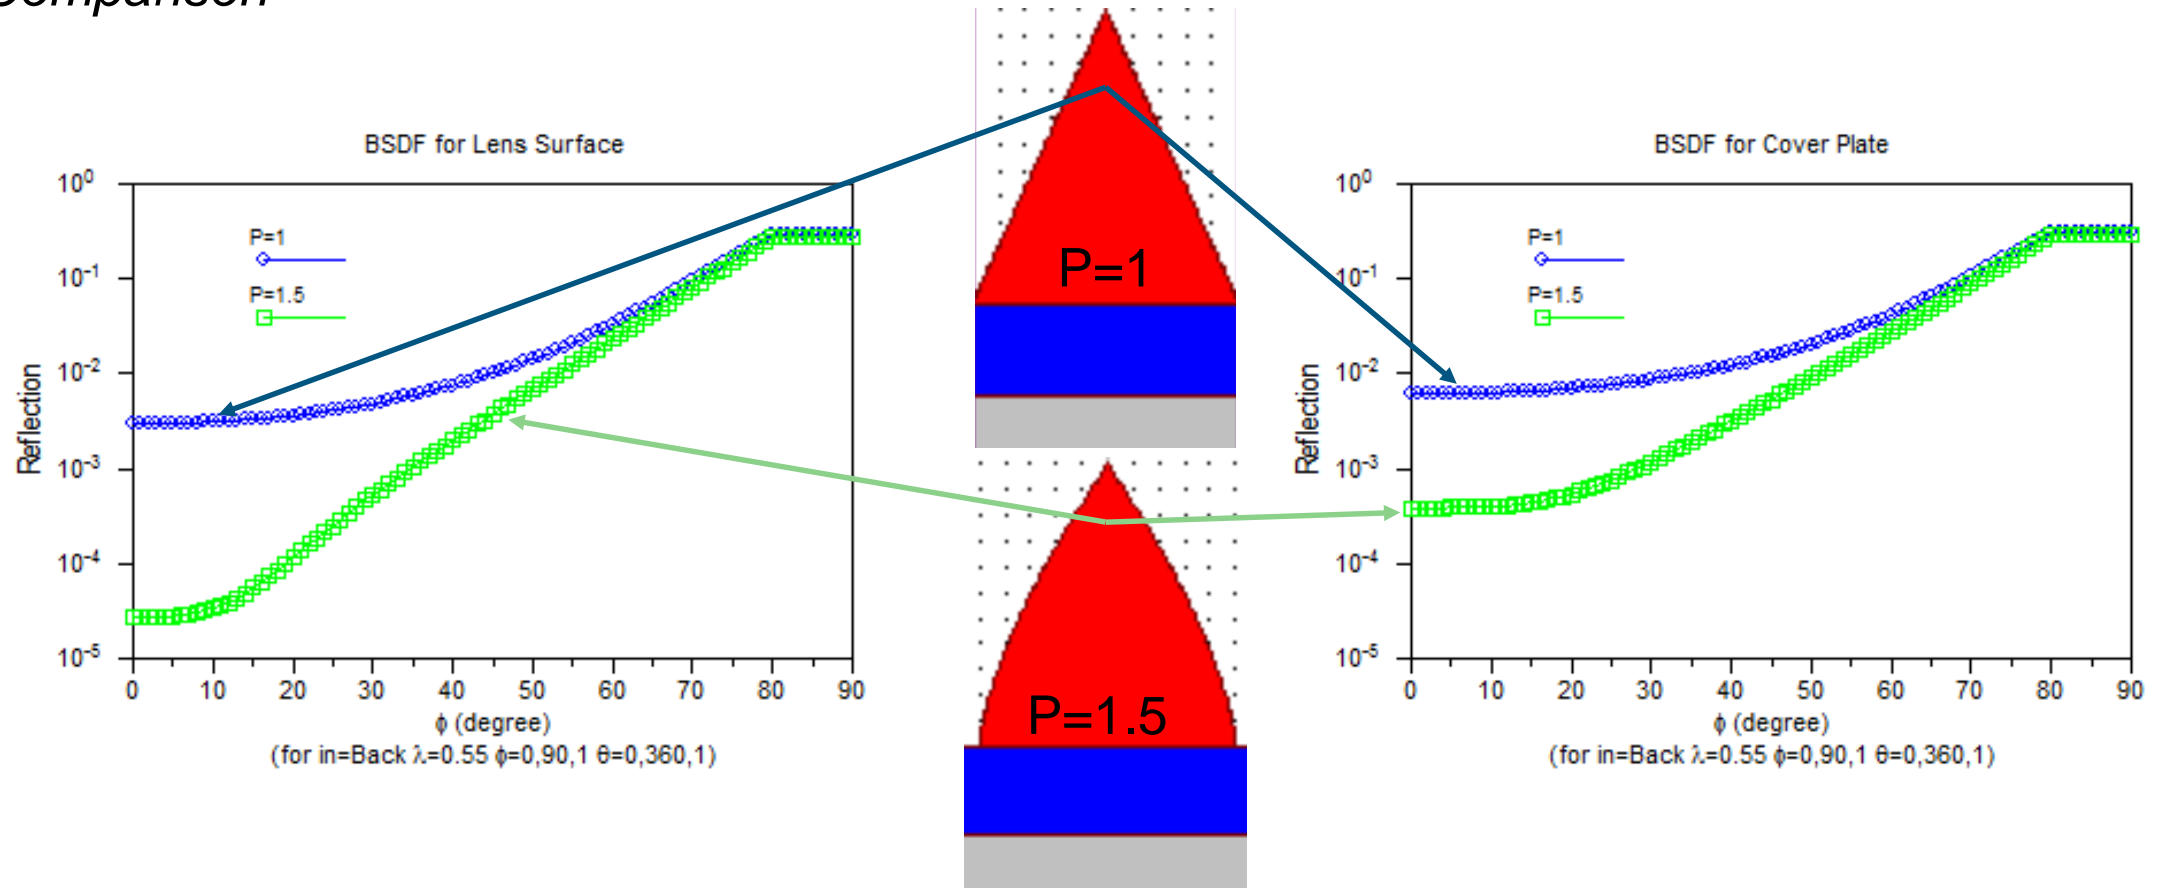 Comparison
BSDF for Lens Surface
10⁰
10⁻¹
10⁻²
10⁻³
10⁻⁴
10⁻⁵
Reflection
P=1
P=1.5
0 10 20 30 40 50 60 70 80 90
ϕ (degree)
(for in=Back λ=0.55 ϕ=0,90,1 θ=0,360,1)
P=1
P=1.5
BSDF for Cover Plate
10⁰
10⁻¹
10⁻²
10⁻³
10⁻⁴
10⁻⁵
Reflection
P=1
P=1.5
0 10 20 30 40 50 60 70 80 90
ϕ (degree)
(for in=Back λ=0.55 ϕ=0,90,1 θ=0,360,1)